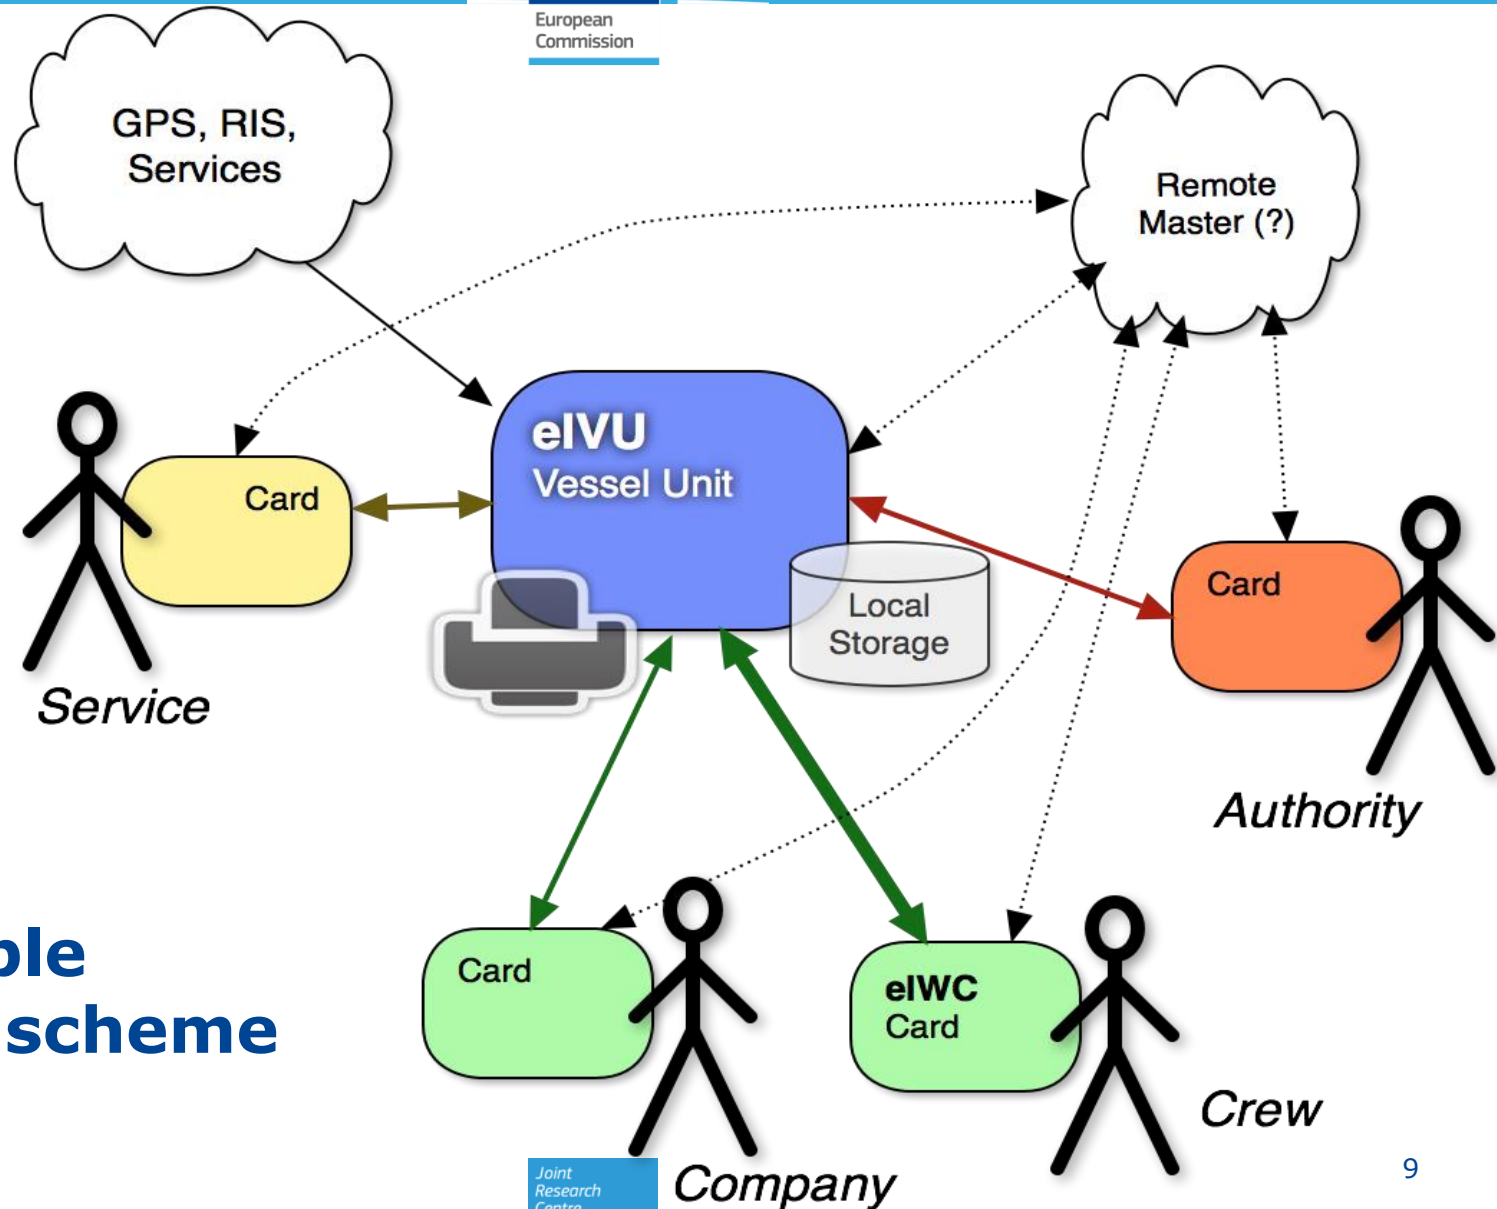 European
Commission
GPS, RIS,
Services
Remote
Master (?)
eIVU
Vessel Unit
Card
Local
Storage
Card
Service
Authority
ple
scheme
Card
eIWC
Card
Crew
Company
Joint
Research
Centre
9